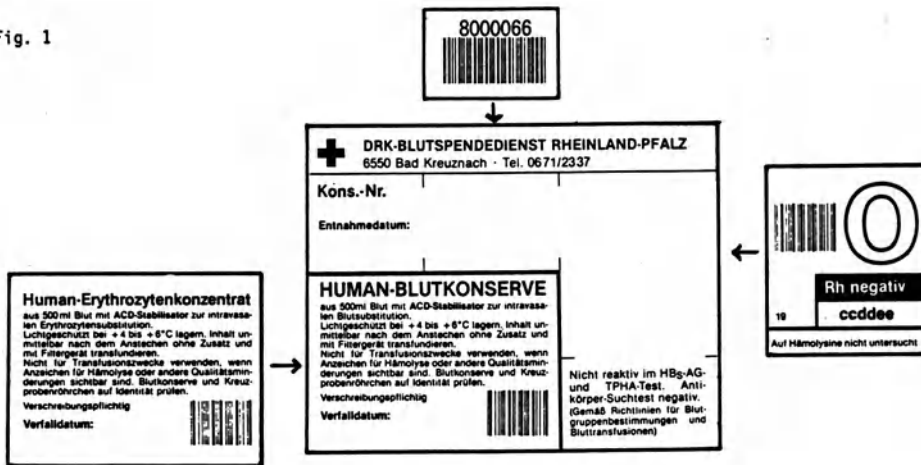 Fig. 1
8000066
DRK-BLUTSPENDEDIENST RHEINLAND-PFALZ
6550 Bad Kreuznach · Tel. 0671/2337
Kons.-Nr.
Entnahmedatum:
O
Rh negativ
19 ccddee
Auf Hämolysine nicht untersucht
Human-Erythrozytenkonzentrat
aus 500ml Blut mit ACD-Stabilisator zur intravasa-
len Erythrozytensubstitution.
Lichtgeschützt bei +4 bis +6°C lagern. Inhalt un-
mittelbar nach dem Anstechen ohne Zusatz und
mit Filtergerät transfundieren.
Nicht für Transfusionszwecke verwenden, wenn
Anzeichen für Hämolyse oder andere Qualitätsmin-
derungen sichtbar sind. Blutkonserve und Kreuz-
probenröhrchen auf Identität prüfen.
Verschreibungspflichtig
Verfalldatum:
HUMAN-BLUTKONSERVE
aus 500ml Blut mit ACD-Stabilisator zur intravasa-
len Blutsubstitution.
Lichtgeschützt bei +4 bis +6°C lagern. Inhalt un-
mittelbar nach dem Anstechen ohne Zusatz und
mit Filtergerät transfundieren.
Nicht für Transfusionszwecke verwenden, wenn
Anzeichen für Hämolyse oder andere Qualitätsmin-
derungen sichtbar sind. Blutkonserve und Kreuz-
probenröhrchen auf Identität prüfen.
Verschreibungspflichtig
Verfalldatum:
Nicht reaktiv im HBs-AG-
und TPHA-Test. Anti-
körper-Suchtest negativ.
(Gemäß Richtlinien für Blut-
gruppenbestimmungen und
Bluttransfusionen)